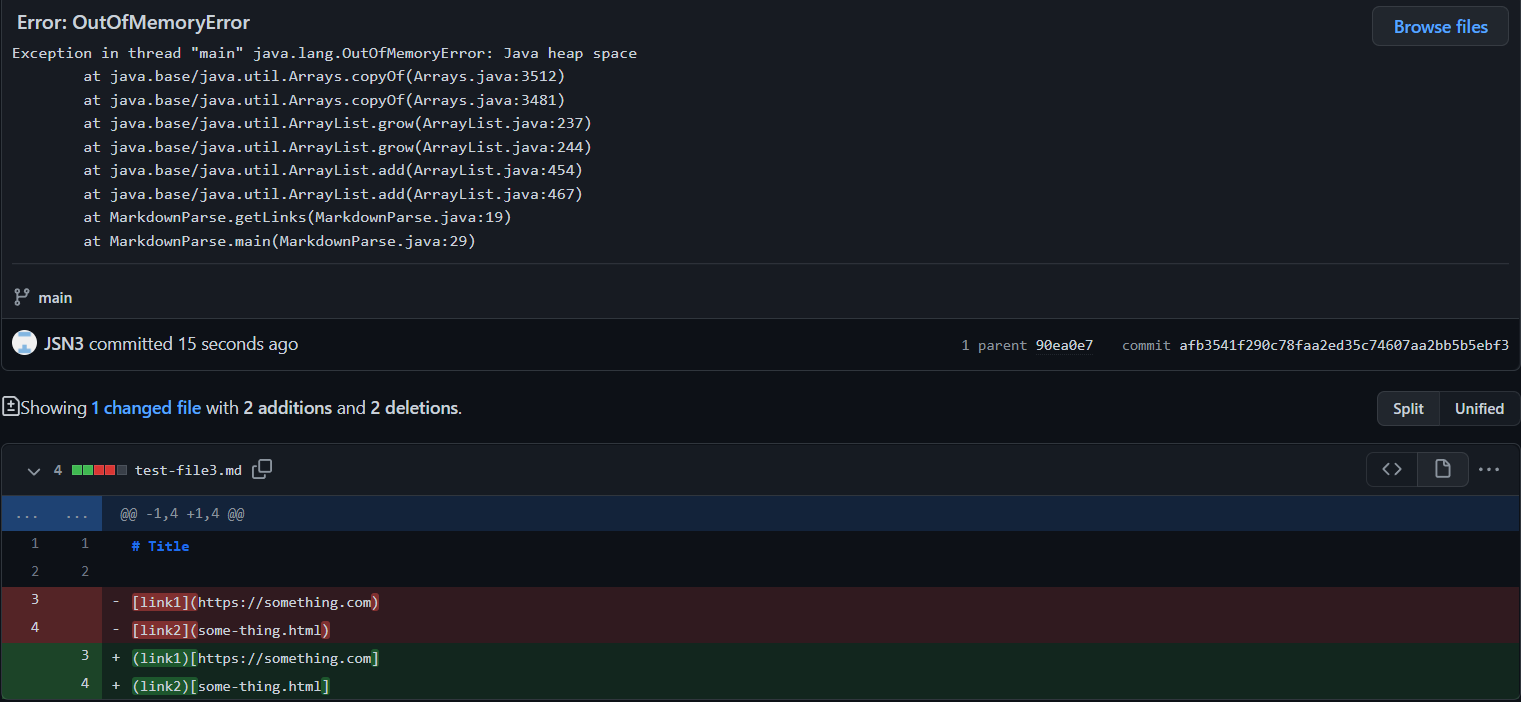 Error: OutOfMemoryError
Browse files
Exception in thread "main" java.lang.OutOfMemoryError: Java heap space
at java.base/java.util.Arrays.copyOf(Arrays.java:3512)
at java.base/java.util.Arrays.copyOf(Arrays.java:3481)
at java.base/java.util.ArrayList.grow(ArrayList.java:237)
at java.base/java.util.ArrayList.grow(ArrayList.java:244)
at java.base/java.util.ArrayList.add(ArrayList.java:454)
at java.base/java.util.ArrayList.add(ArrayList.java:467)
at MarkdownParse.getLinks(MarkdownParse.java:19)
at MarkdownParse.main(MarkdownParse.java:29)
main
JSN3 committed 15 seconds ago 1 parent 90ea0e7 commit afb3541f290c78faa2ed35c74607aa2bb5b5ebf3
Showing 1 changed file with 2 additions and 2 deletions. Split Unified
4 test-file3.md <> ...
... ... @@ -1,4 +1,4 @@
1 1 # Title
2 2
3 - [link1](https://something.com)
4 - [link2](some-thing.html)
3 + (link1)[https://something.com]
4 + (link2)[some-thing.html]